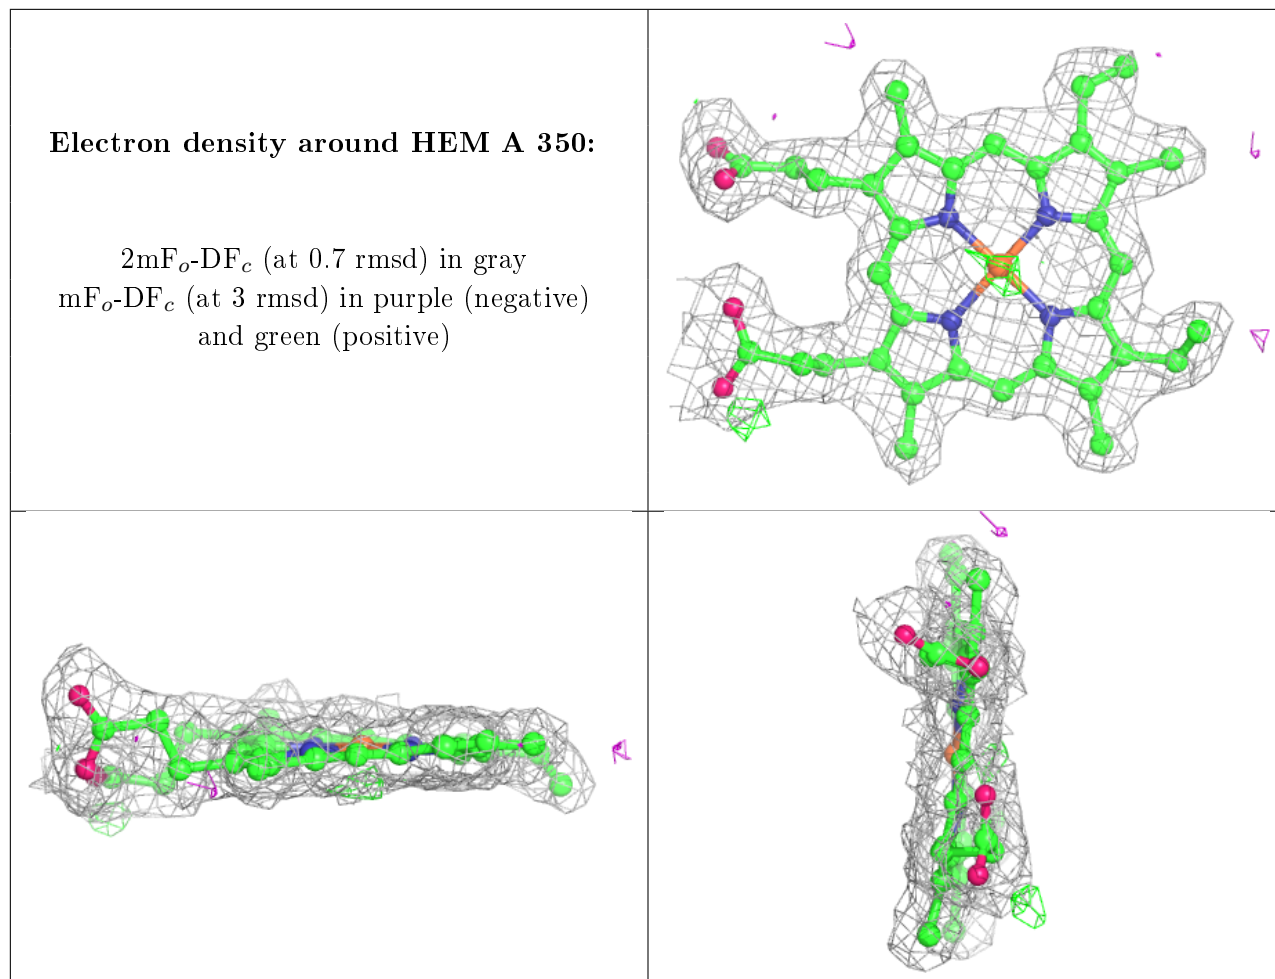 Electron density around HEM A 350:
2mFo-DFc (at 0.7 rmsd) in gray
mFo-DFc (at 3 rmsd) in purple (negative)
and green (positive)